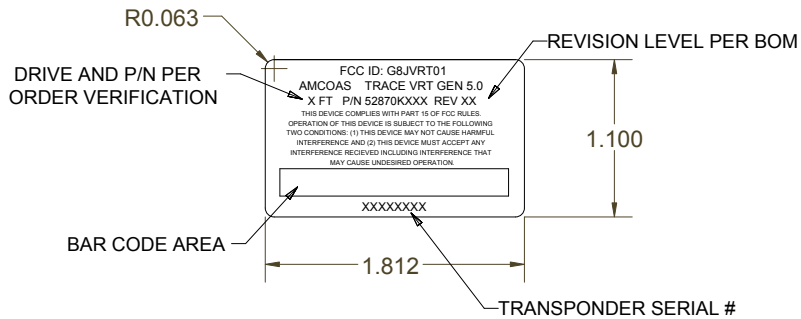 R0.063
REVISION LEVEL PER BOM
DRIVE AND P/N PER
ORDER VERIFICATION
FCC ID: G8JVRT01
AMCOAS TRACE VRT GEN 5.0
X FT P/N 52870KXXX REV XX
THIS DEVICE COMPLIES WITH PART 15 OF FCC RULES.
OPERATION OF THIS DEVICE IS SUBJECT TO THE FOLLOWING
TWO CONDITIONS: (1) THIS DEVICE MAY NOT CAUSE HARMFUL
INTERFERENCE AND (2) THIS DEVICE MUST ACCEPT ANY
INTERFERENCE RECIEVED INCLUDING INTERFERENCE THAT
MAY CAUSE UNDESIRED OPERATION.
XXXXXXXX
1.100
BAR CODE AREA
1.812
TRANSPONDER SERIAL #